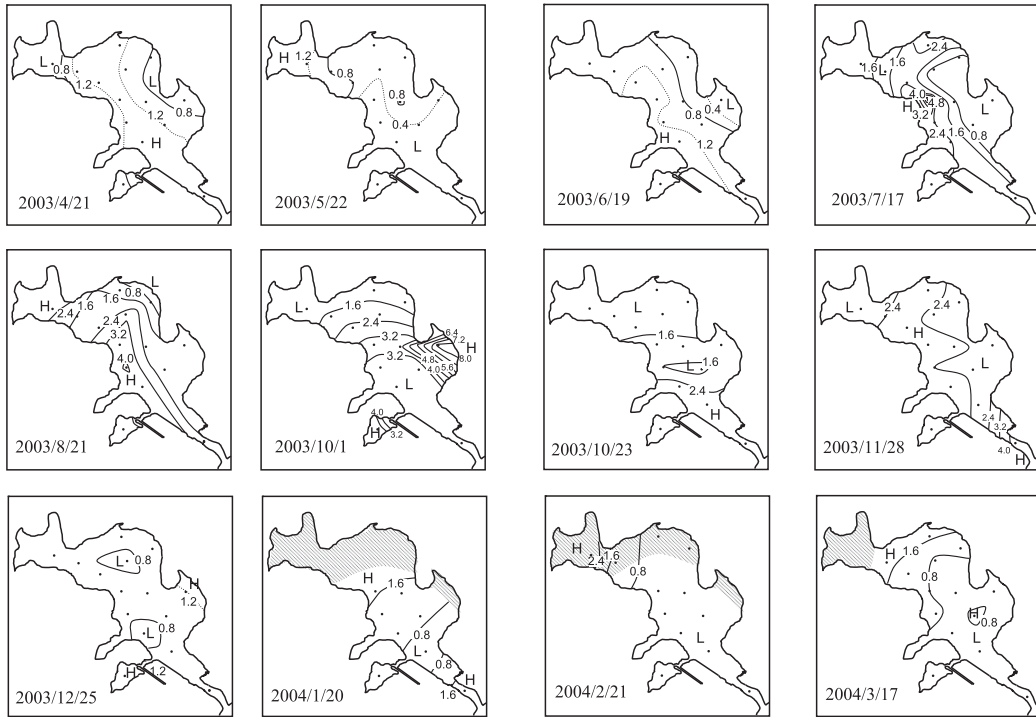 L 0.8 1.2 L 0.8 1.2 H
2003/4/21
H 1.2 0.8 0.8 0.4 L
2003/5/22
L 0.4 0.8 H 1.2
2003/6/19
2.4 1.6 L 1.6 4.0 H 4.8 3.2 L 2.4 1.6 0.8
2003/7/17
L H 1.6 0.8 2.4 1.6 2.4 3.2 4.0 H
2003/8/21
L 1.6 2.4 6.4 7.2 H 3.2 4.8 8.0 4.0 5.6 L 4.0 H 3.2
2003/10/1
L 1.6 1.6 L 2.4 H
2003/10/23
L 2.4 2.4 H L 2.4 3.2 4.0 H
2003/11/28
L 0.8 H 1.2 0.8 L H 1.2
2003/12/25
H 1.6 0.8 L 0.8 H 1.6
2004/1/20
H 1.6 2.4 0.8 L
2004/2/21
H 1.6 0.8 H 0.8 L
2004/3/17